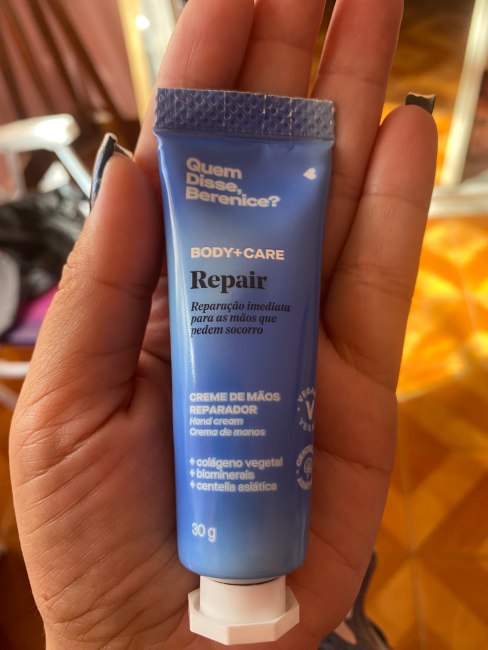 Quem
Disse,
Berenice?
BODY+CARE
Repair
Reparação imediata
para as mãos que
pedem socorro
CREME DE MÃOS
REPARADOR
Hand cream
Crema de manos
+ colágeno vegetal
+ biominerais
+ centella asiática
30 g